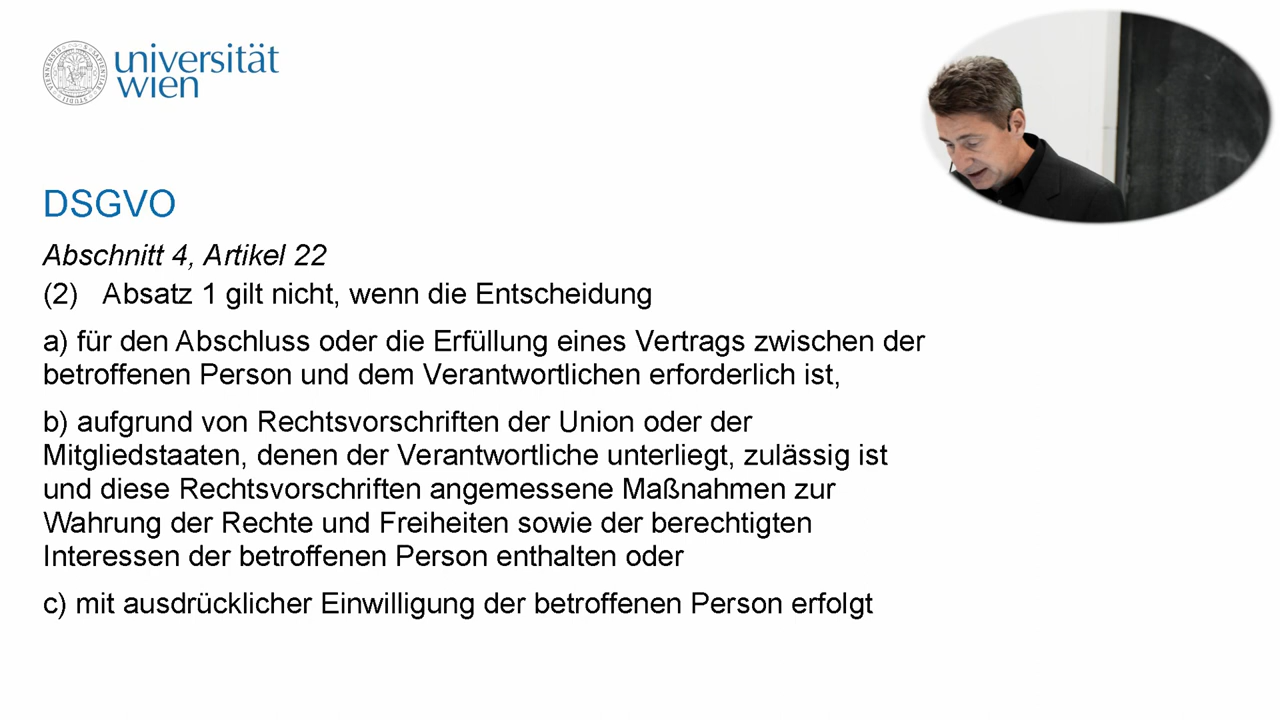 universität
wien
DSGVO
Abschnitt 4, Artikel 22
(2) Absatz 1 gilt nicht, wenn die Entscheidung
a) für den Abschluss oder die Erfüllung eines Vertrags zwischen der
betroffenen Person und dem Verantwortlichen erforderlich ist,
b) aufgrund von Rechtsvorschriften der Union oder der
Mitgliedstaaten, denen der Verantwortliche unterliegt, zulässig ist
und diese Rechtsvorschriften angemessene Maßnahmen zur
Wahrung der Rechte und Freiheiten sowie der berechtigten
Interessen der betroffenen Person enthalten oder
c) mit ausdrücklicher Einwilligung der betroffenen Person erfolgt